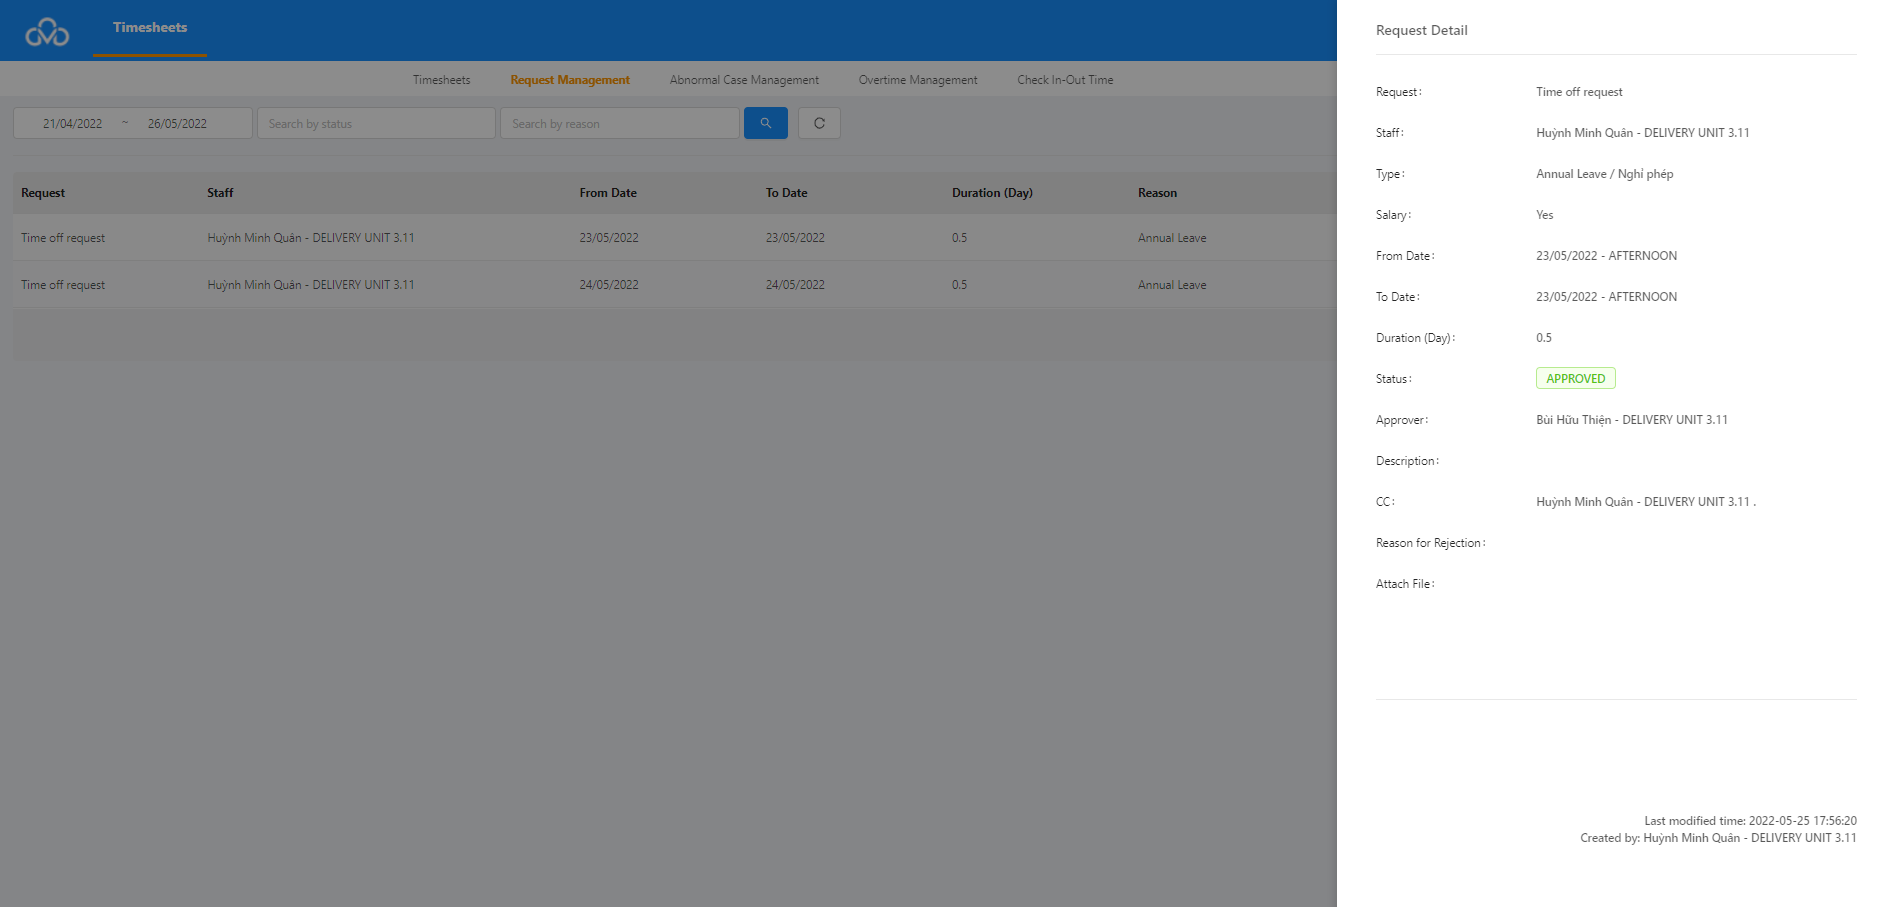 Timesheets
Timesheets Request Management Abnormal Case Management Overtime Management Check In-Out Time
21/04/2022 ~ 26/05/2022 Search by status Search by reason
Request Staff From Date To Date Duration (Day) Reason
Time off request Huỳnh Minh Quân - DELIVERY UNIT 3.11 23/05/2022 23/05/2022 0.5 Annual Leave
Time off request Huỳnh Minh Quân - DELIVERY UNIT 3.11 24/05/2022 24/05/2022 0.5 Annual Leave
Request Detail
Request: Time off request
Staff: Huỳnh Minh Quân - DELIVERY UNIT 3.11
Type: Annual Leave / Nghỉ phép
Salary: Yes
From Date: 23/05/2022 - AFTERNOON
To Date: 23/05/2022 - AFTERNOON
Duration (Day): 0.5
Status: APPROVED
Approver: Bùi Hữu Thiện - DELIVERY UNIT 3.11
Description:
CC: Huỳnh Minh Quân - DELIVERY UNIT 3.11 .
Reason for Rejection:
Attach File:
Last modified time: 2022-05-25 17:56:20
Created by: Huỳnh Minh Quân - DELIVERY UNIT 3.11